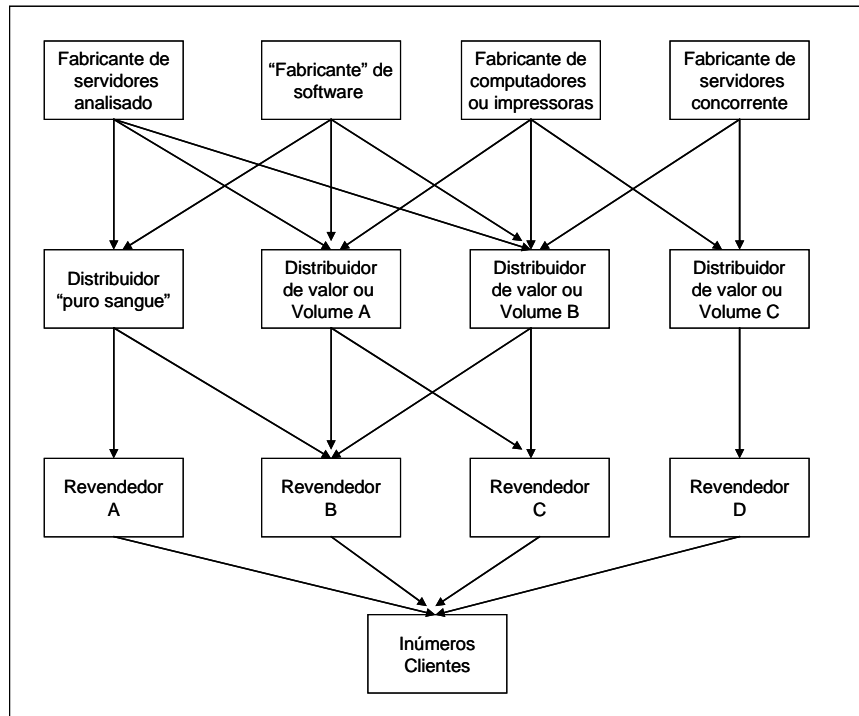 Fabricante de
servidores
analisado
“Fabricante” de
software
Fabricante de
computadores
ou impressoras
Fabricante de
servidores
concorrente
Distribuidor
“puro sangue”
Distribuidor
de valor ou
Volume A
Distribuidor
de valor ou
Volume B
Distribuidor
de valor ou
Volume C
Revendedor
A
Revendedor
B
Revendedor
C
Revendedor
D
Inúmeros
Clientes